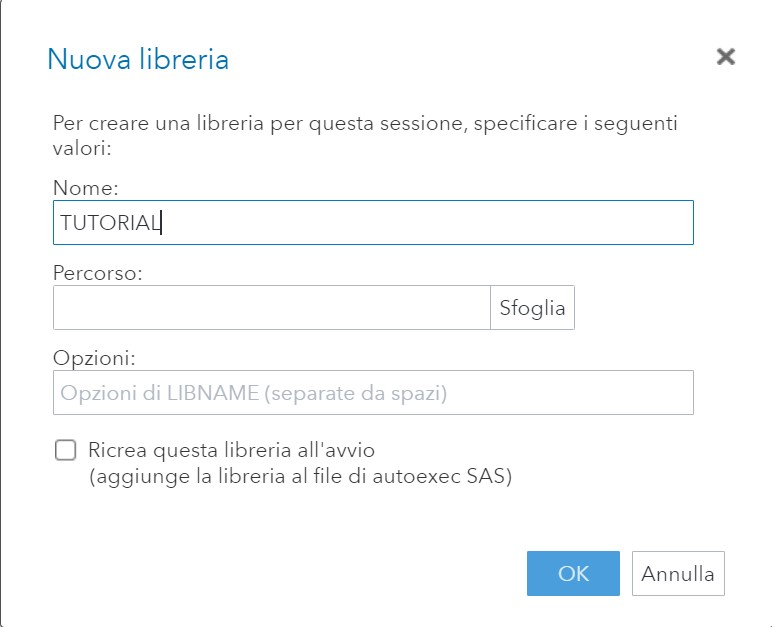 Nuova libreria
Per creare una libreria per questa sessione, specificare i seguenti
valori:
Nome:
TUTORIAL
Percorso:
Sfoglia
Opzioni:
Opzioni di LIBNAME (separate da spazi)
Ricrea questa libreria all'avvio
(aggiunge la libreria al file di autoexec SAS)
OK Annulla